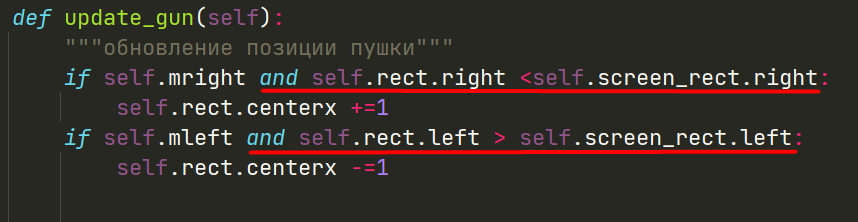 def update_gun(self):
"""обновление позиции пушки"""
if self.mright and self.rect.right <self.screen_rect.right:
self.rect.centerx +=1
if self.mleft and self.rect.left > self.screen_rect.left:
self.rect.centerx -=1